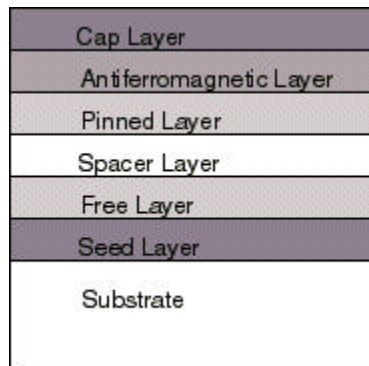 Cap Layer
Antiferromagnetic Layer
Pinned Layer
Spacer Layer
Free Layer
Seed Layer
Substrate